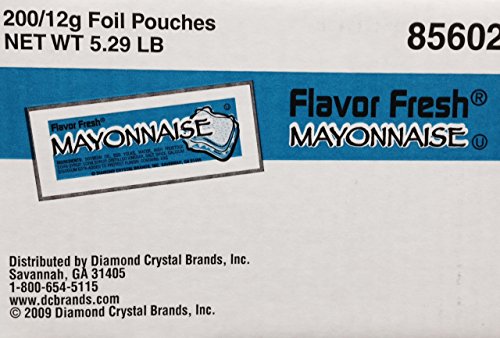 200/12g Foil Pouches
NET WT 5.29 LB
85602
Flavor Fresh®
MAYONNAISE Ⓤ
Flavor Fresh®
MAYONNAISE
Distributed by Diamond Crystal Brands, Inc.
Savannah, GA 31405
1-800-654-5115
www.dcbrands.com
© 2009 Diamond Crystal Brands, Inc.